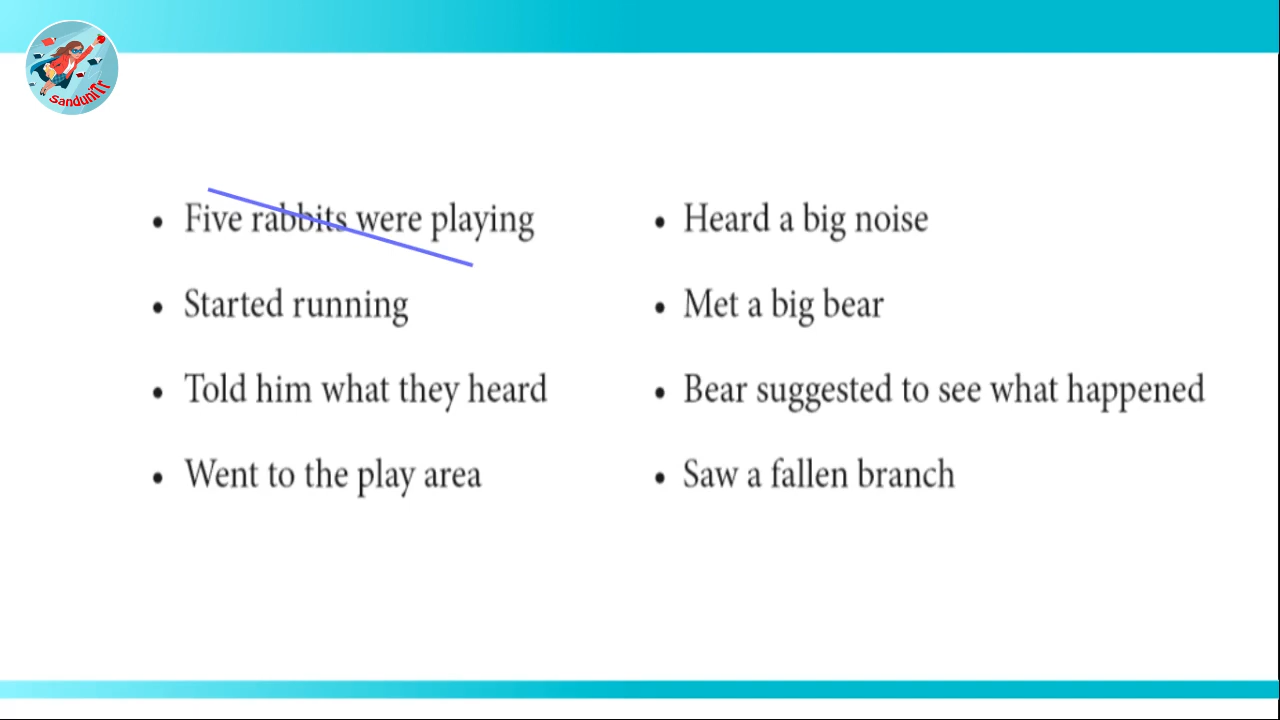 SanduniTr
• Five rabbits were playing
• Heard a big noise
• Started running
• Met a big bear
• Told him what they heard
• Bear suggested to see what happened
• Went to the play area
• Saw a fallen branch